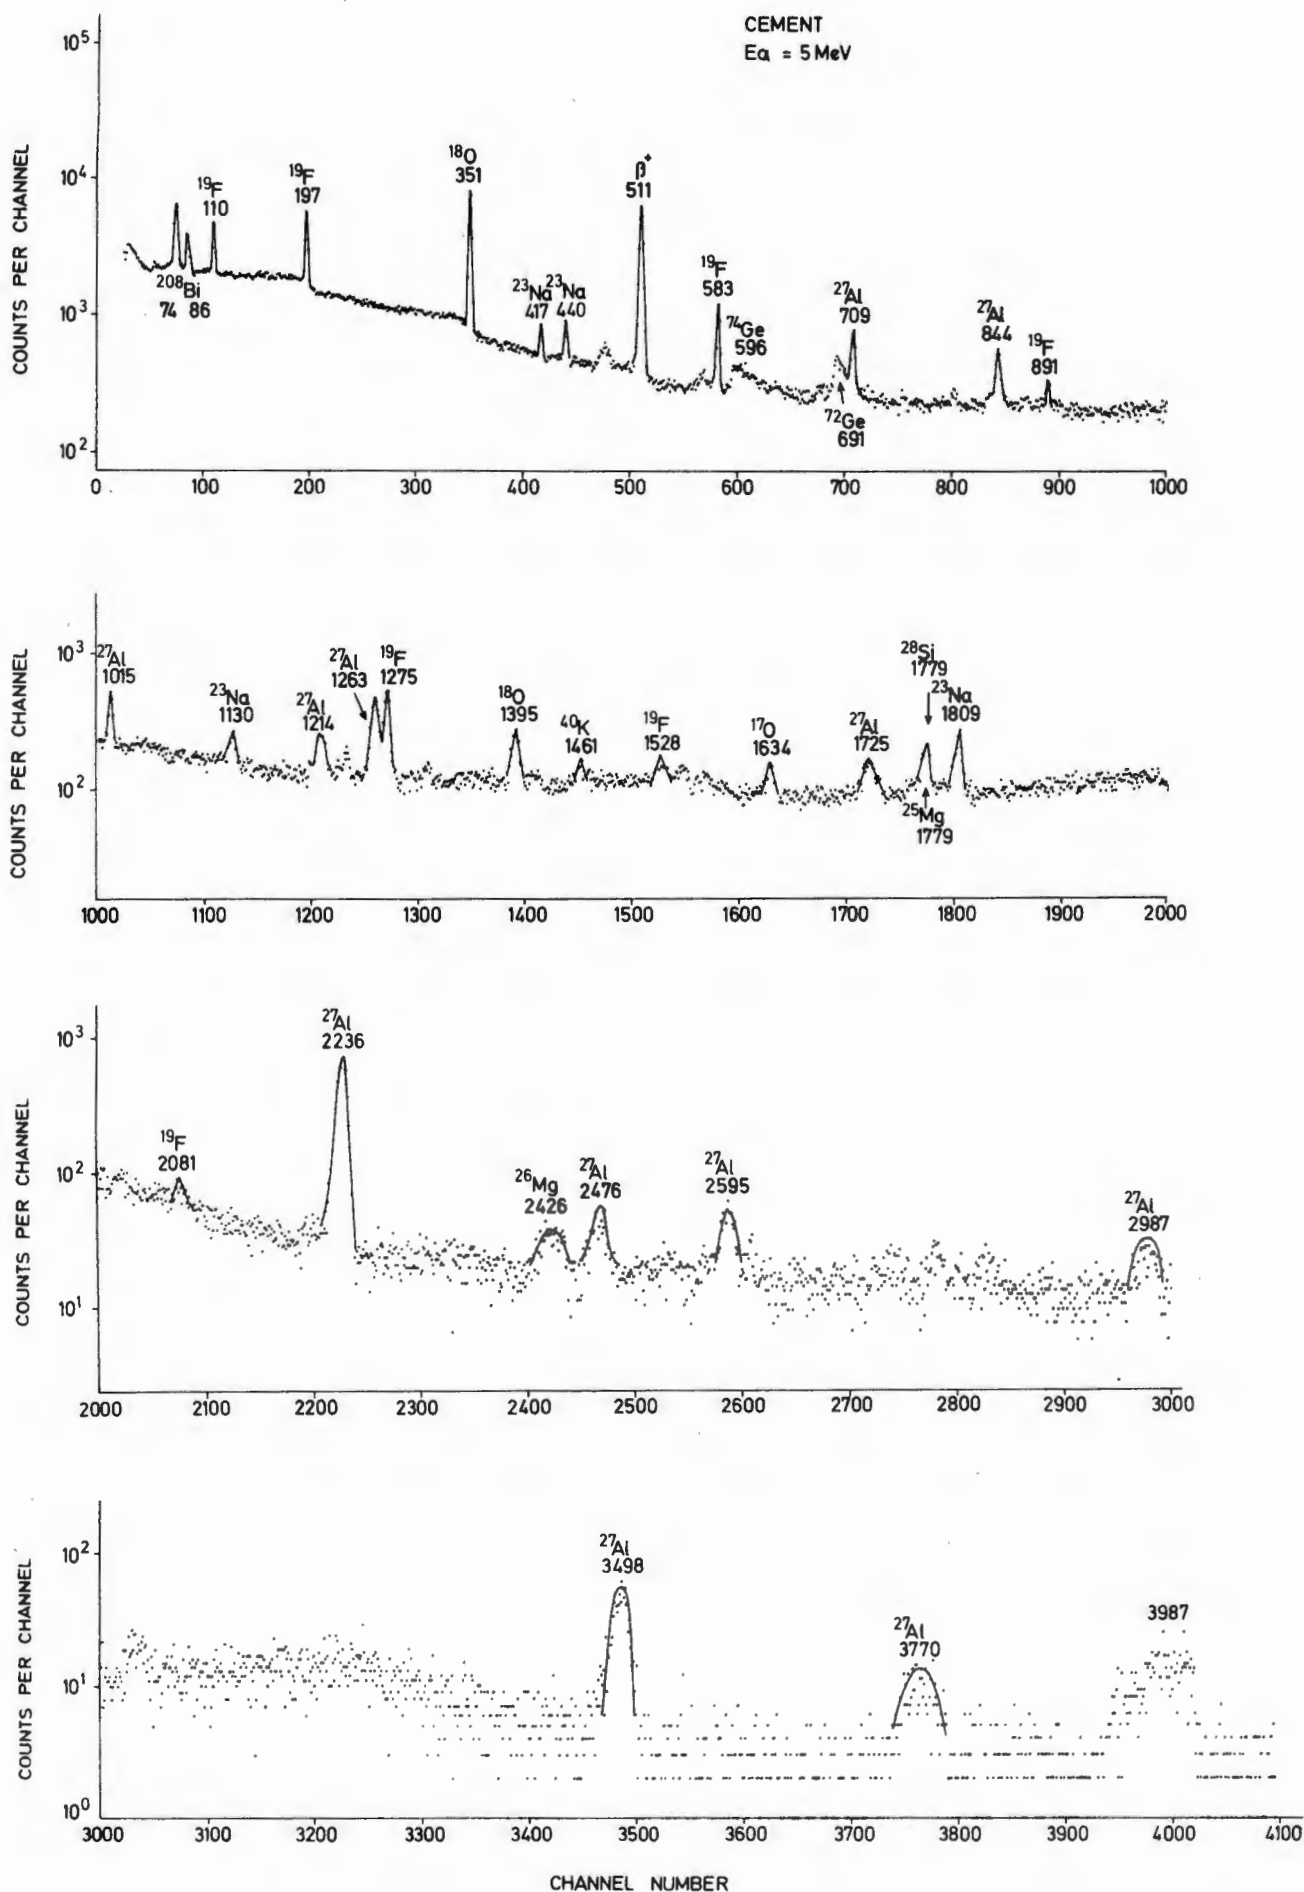 CEMENT
Eα = 5 MeV
COUNTS PER CHANNEL
10⁵
10⁴
10³
10²
²⁰⁸Bi
74 86
¹⁹F
110
¹⁹F
197
¹⁸O
351
²³Na
417
²³Na
440
β⁺
511
¹⁹F
583
⁷⁴Ge
596
⁷²Ge
691
²⁷Al
709
²⁷Al
844
¹⁹F
891
0 100 200 300 400 500 600 700 800 900 1000
COUNTS PER CHANNEL
10³
10²
²⁷Al
1015
²³Na
1130
²⁷Al
1214
²⁷Al
1263
¹⁹F
1275
¹⁸O
1395
⁴⁰K
1461
¹⁹F
1528
¹⁷O
1634
²⁷Al
1725
²⁸Si
1779
²³Na
1809
²⁵Mg
1779
1000 1100 1200 1300 1400 1500 1600 1700 1800 1900 2000
COUNTS PER CHANNEL
10³
10²
10¹
¹⁹F
2081
²⁷Al
2236
²⁶Mg
2426
²⁷Al
2476
²⁷Al
2595
²⁷Al
2987
2000 2100 2200 2300 2400 2500 2600 2700 2800 2900 3000
COUNTS PER CHANNEL
10²
10¹
10⁰
²⁷Al
3498
²⁷Al
3770
3987
3000 3100 3200 3300 3400 3500 3600 3700 3800 3900 4000 4100
CHANNEL NUMBER